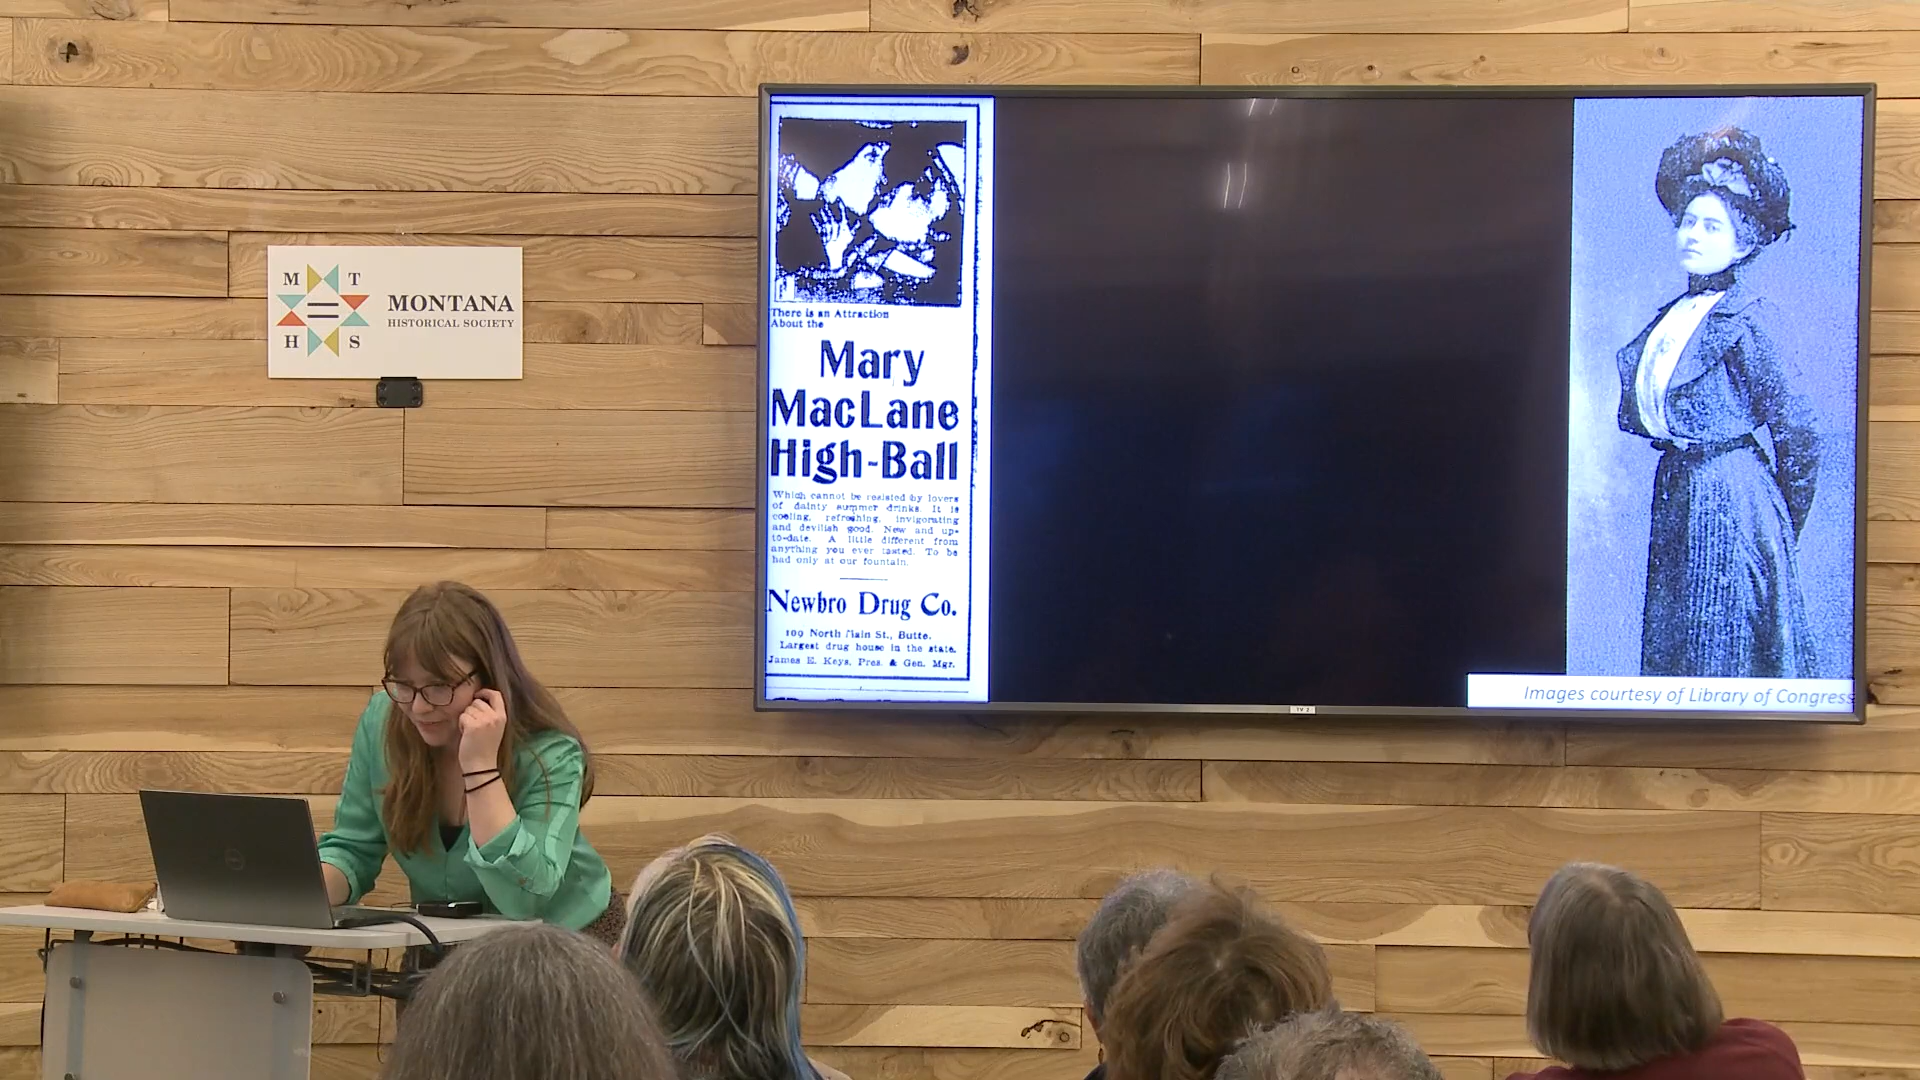 M T
H S
MONTANA
HISTORICAL SOCIETY
There is an Attraction
About the
Mary
MacLane
High-Ball
Which cannot be resisted by lovers
of dainty summer drinks. It is
cooling, refreshing, invigorating
and devilish good. New and up-
to-date. A little different from
anything you ever tasted. To be
had only at our fountain.
Newbro Drug Co.
109 North Main St., Butte.
Largest drug house in the state.
James E. Keys, Pres. & Gen. Mgr.
Images courtesy of Library of Congress
TV 2
DELL